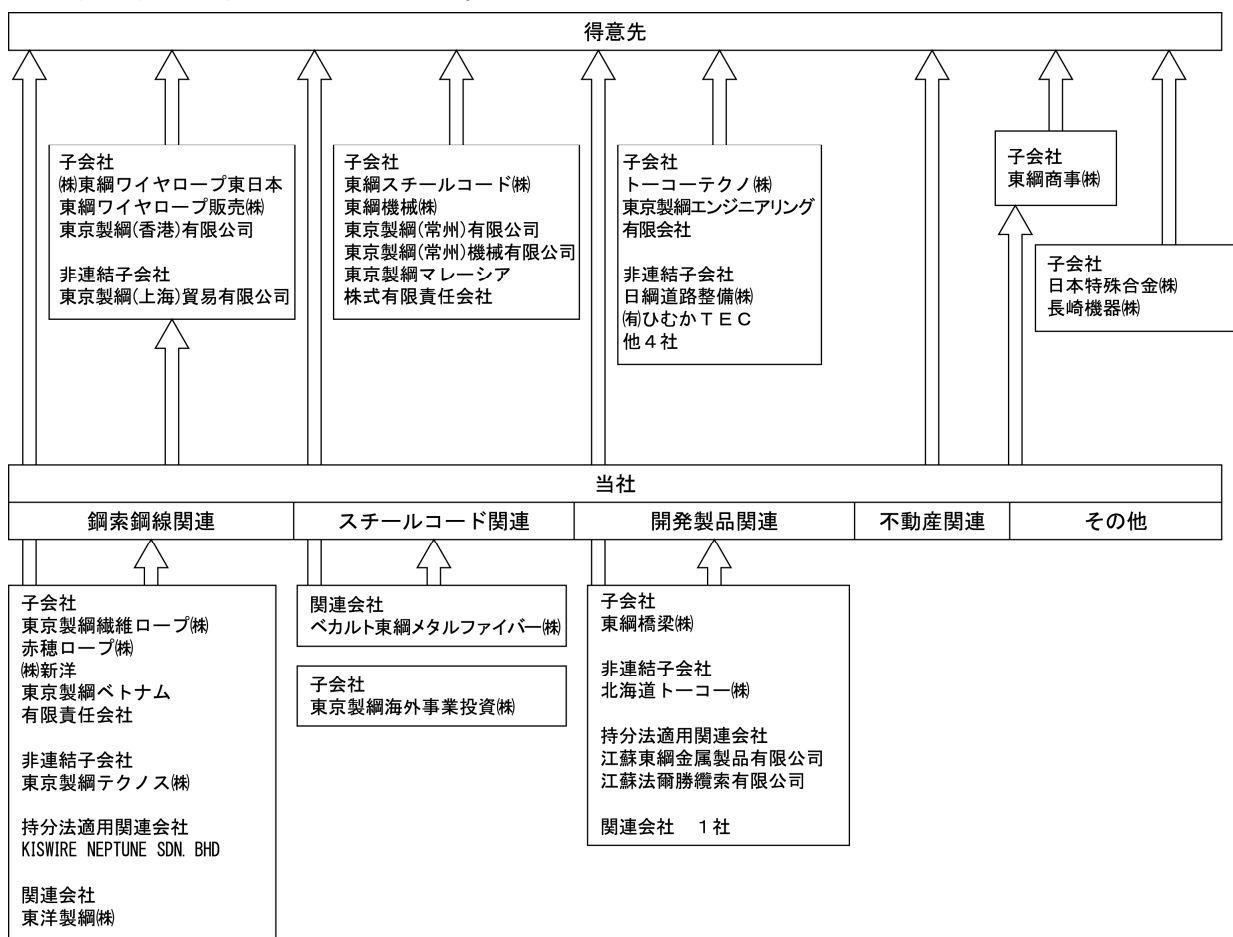 得意先
子会社
㈱東綱ワイヤロープ東日本
東綱ワイヤロープ販売㈱
東京製綱(香港)有限公司
非連結子会社
東京製綱(上海)貿易有限公司
子会社
東綱スチールコード㈱
東綱機械㈱
東京製綱(常州)有限公司
東京製綱(常州)機械有限公司
東京製綱マレーシア
株式有限責任会社
子会社
トーコーテクノ㈱
東京製綱エンジニアリング
有限会社
非連結子会社
日綱道路整備㈱
㈲ひむかＴＥＣ
他４社
子会社
東綱商事㈱
子会社
日本特殊合金㈱
長崎機器㈱
当社
鋼索鋼線関連
スチールコード関連
開発製品関連
不動産関連
その他
子会社
東京製綱繊維ロープ㈱
赤穂ロープ㈱
㈱新洋
東京製綱ベトナム
有限責任会社
非連結子会社
東京製綱テクノス㈱
持分法適用関連会社
KISWIRE NEPTUNE SDN. BHD
関連会社
東洋製綱㈱
関連会社
ベカルト東綱メタルファイバー㈱
子会社
東京製綱海外事業投資㈱
子会社
東綱橋梁㈱
非連結子会社
北海道トーコー㈱
持分法適用関連会社
江蘇東綱金属製品有限公司
江蘇法爾勝纜索有限公司
関連会社　１社